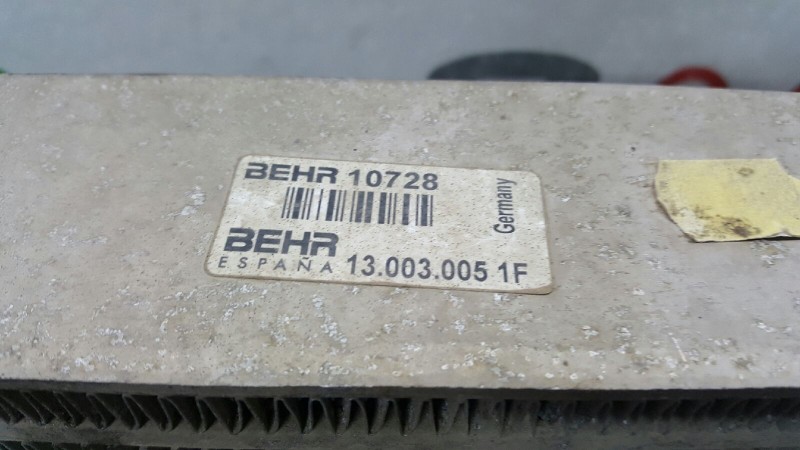 BEHR 10728
Germany
BEHR
ESPAÑA 13.003.005 1F